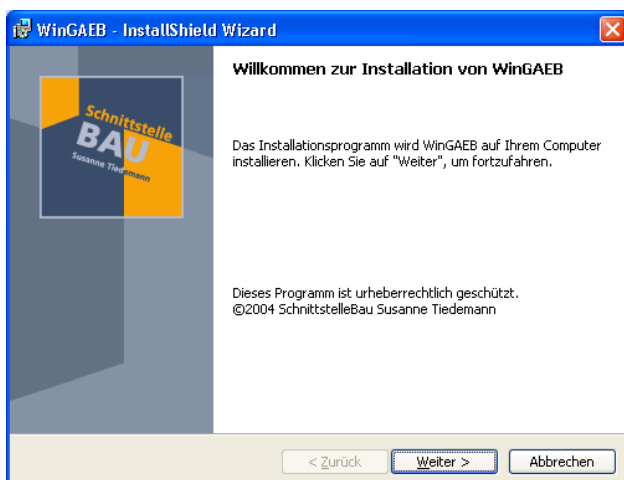 WinGAEB - InstallShield Wizard
Schnittstelle
BAU
Susanne Tiedemann
Willkommen zur Installation von WinGAEB
Das Installationsprogramm wird WinGAEB auf Ihrem Computer
installieren. Klicken Sie auf "Weiter", um fortzufahren.
Dieses Programm ist urheberrechtlich geschützt.
©2004 SchnittstelleBau Susanne Tiedemann
< Zurück
Weiter >
Abbrechen